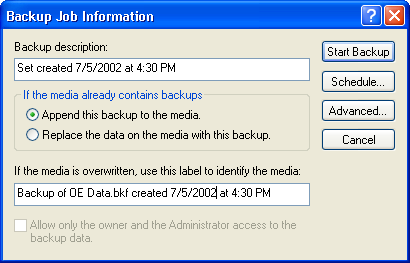 Backup Job Information
Backup description:
Start Backup
Set created 7/5/2002 at 4:30 PM
Schedule...
If the media already contains backups
Append this backup to the media.
Advanced...
Replace the data on the media with this backup.
Cancel
If the media is overwritten, use this label to identify the media:
Backup of OE Data.bkf created 7/5/2002 at 4:30 PM
Allow only the owner and the Administrator access to the
backup data.